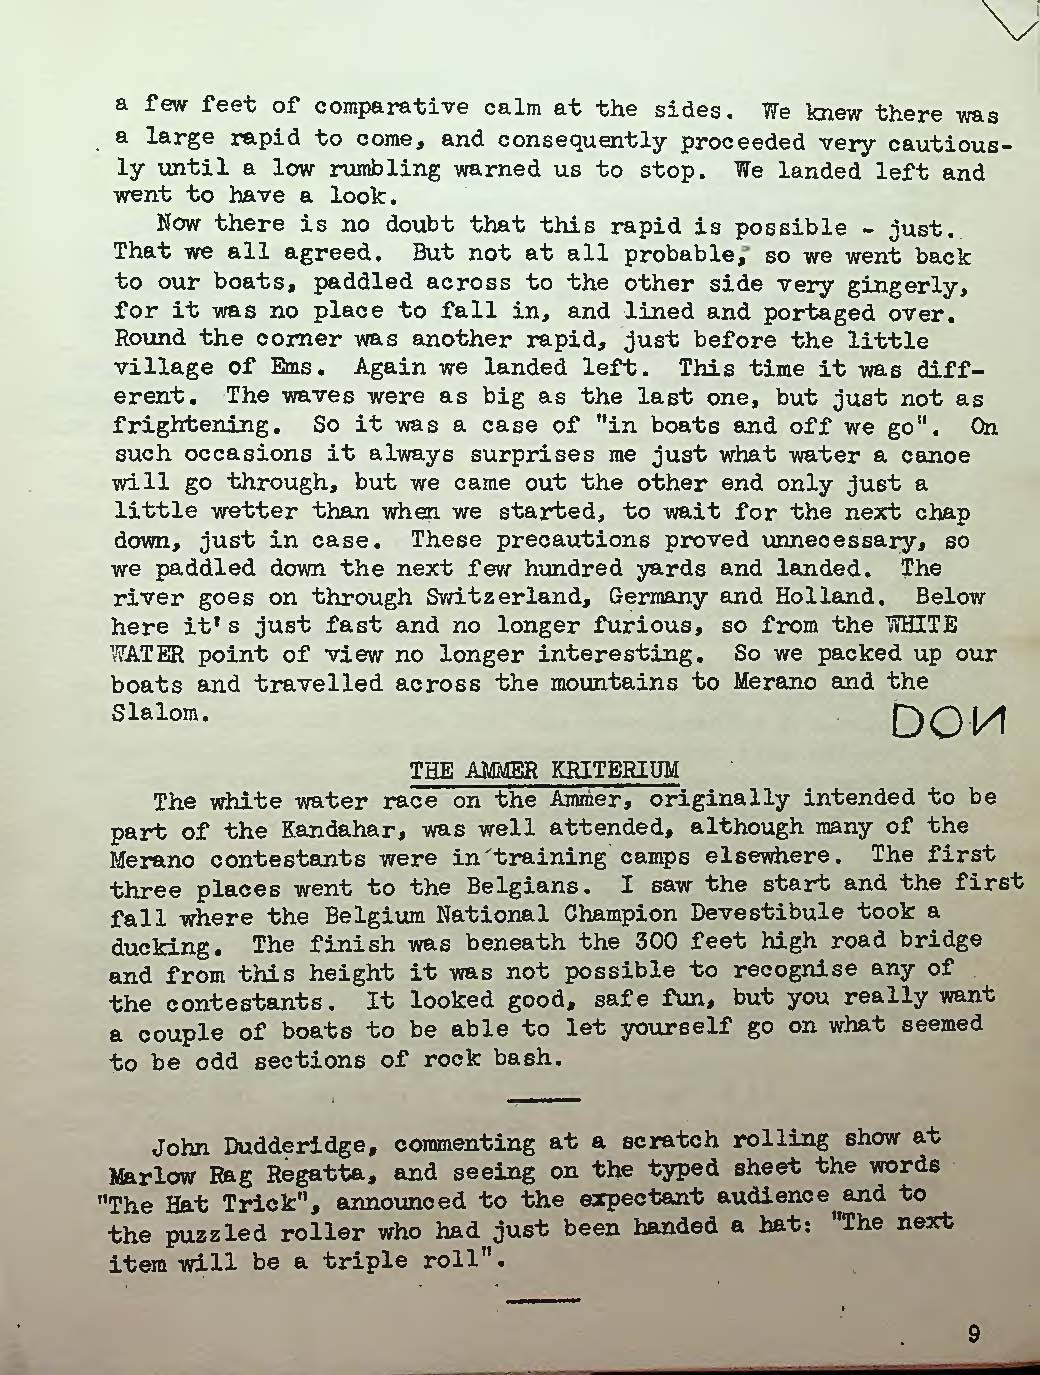 a few feet of comparative calm at the sides. We knew there was
a large rapid to come, and consequently proceeded very cautious-
ly until a low rumbling warned us to stop. We landed left and
went to have a look.
Now there is no doubt that this rapid is possible - just.
That we all agreed. But not at all probable, so we went back
to our boats, paddled across to the other side very gingerly,
for it was no place to fall in, and lined and portaged over.
Round the corner was another rapid, just before the little
village of Ems. Again we landed left. This time it was diff-
erent. The waves were as big as the last one, but just not as
frightening. So it was a case of "in boats and off we go". On
such occasions it always surprises me just what water a canoe
will go through, but we came out the other end only just a
little wetter than when we started, to wait for the next chap
down, just in case. These precautions proved unnecessary, so
we paddled down the next few hundred yards and landed. The
river goes on through Switzerland, Germany and Holland. Below
here it's just fast and no longer furious, so from the WHITE
WATER point of view no longer interesting. So we packed up our
boats and travelled across the mountains to Merano and the
Slalom.
DON
THE AMMER KRITERIUM
The white water race on the Ammer, originally intended to be
part of the Kandahar, was well attended, although many of the
Merano contestants were in training camps elsewhere. The first
three places went to the Belgians. I saw the start and the first
fall where the Belgium National Champion Devestibule took a
ducking. The finish was beneath the 300 feet high road bridge
and from this height it was not possible to recognise any of
the contestants. It looked good, safe fun, but you really want
a couple of boats to be able to let yourself go on what seemed
to be odd sections of rock bash.
John Dudderidge, commenting at a scratch rolling show at
Marlow Rag Regatta, and seeing on the typed sheet the words
"The Hat Trick", announced to the expectant audience and to
the puzzled roller who had just been handed a hat: "The next
item will be a triple roll".
9